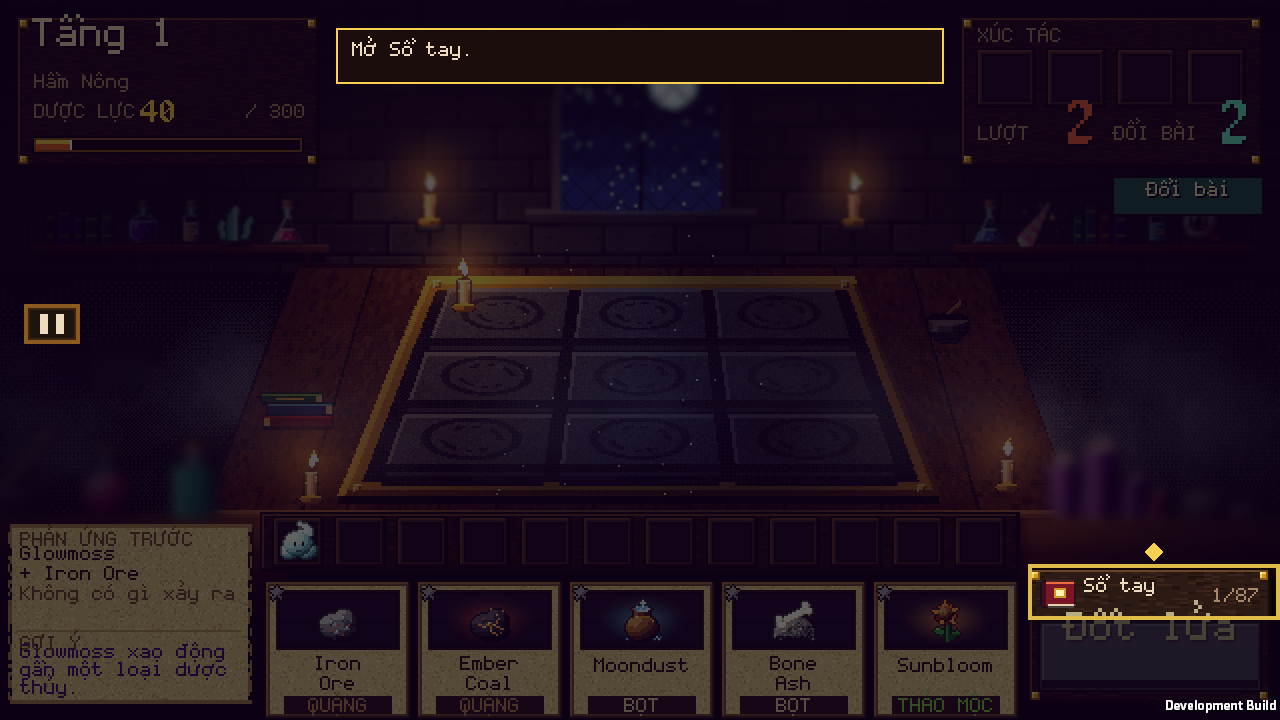 Tầng 1
Hầm Nông
DƯỢC LỰC 40 / 300
Mở Sổ tay.
XÚC TÁC
LƯỢT 2 ĐỔI BÀI 2
Đổi bài
PHẢN ỨNG TRƯỚC
Glowmoss
+ Iron Ore
Không có gì xảy ra
GỢI Ý
Glowmoss xao động
gần một loại dược
thủy.
Iron
Ore
QUẶNG
Ember
Coal
QUẶNG
Moondust
BỘT
Bone
Ash
BỘT
Sunbloom
THẢO MỘC
Sổ tay 1/87
Đốt lửa
Development Build